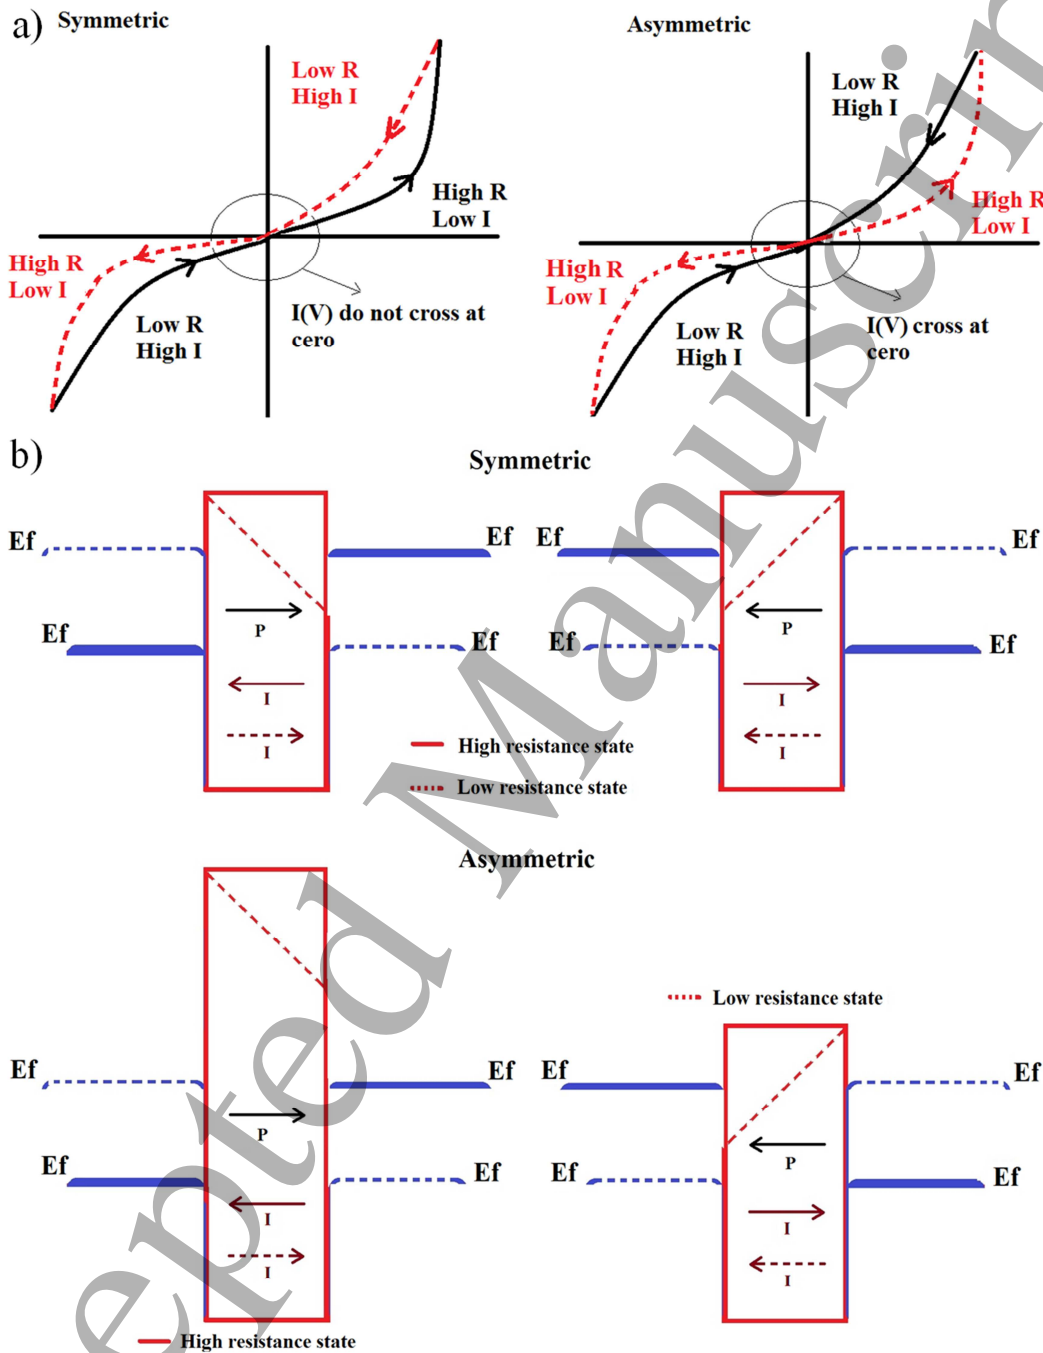 a) Symmetric
Asymmetric
Low R
High I
High R
Low I
High R
Low I
Low R
High I
I(V) do not cross at
cero
Low R
High I
High R
Low I
High R
Low I
Low R
High I
I(V) cross at
cero
b)
Symmetric
Ef
Ef
Ef
Ef
P
I
I
Ef
Ef
Ef
Ef
P
I
I
High resistance state
Low resistance state
Asymmetric
Ef
Ef
Ef
Ef
P
I
I
High resistance state
Low resistance state
Ef
Ef
Ef
Ef
P
I
I
epted Manuscrip